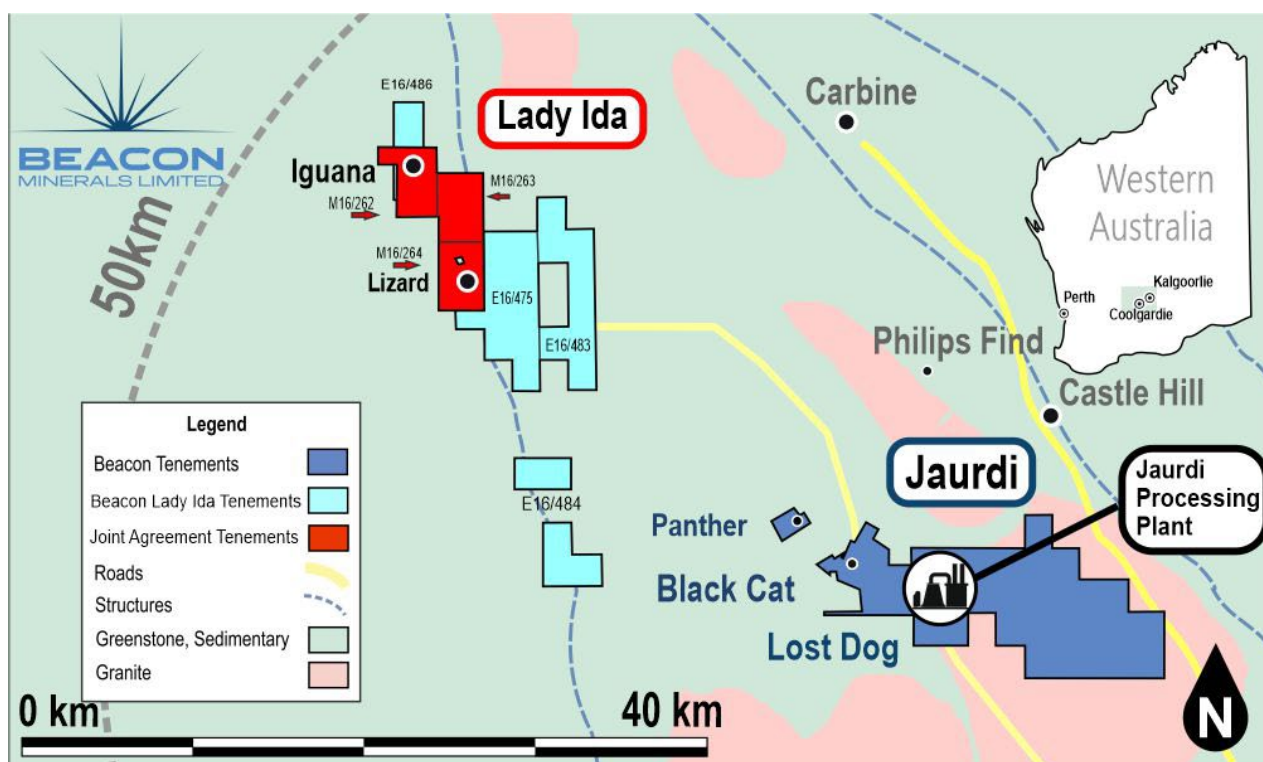 BEACON
MINERALS LIMITED
50km
E16/486
Lady Ida
Iguana
M16/263
M16/262
M16/264
Lizard
E16/475
E16/483
E16/484
Carbine
Western
Australia
Kalgoorlie
Perth
Coolgardie
Philips Find
Castle Hill
Jaurdi
Jaurdi
Processing
Plant
Panther
Black Cat
Lost Dog
Legend
Beacon Tenements
Beacon Lady Ida Tenements
Joint Agreement Tenements
Roads
Structures
Greenstone, Sedimentary
Granite
0 km
40 km
N